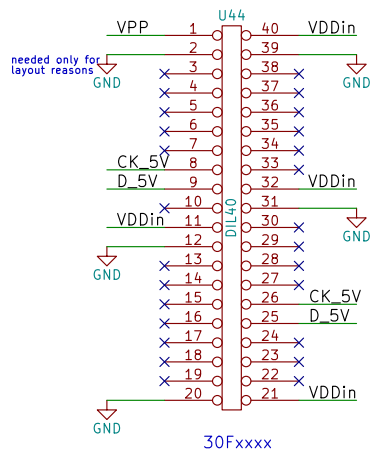 U44
VPP 1 40 VDDin
2 39
needed only for
layout reasons
GND 3 38 GND
4 37
5 36
6 35
7 34
CK_5V 8 33
D_5V 9 32 VDDin
10 31
VDDin 11 30 GND
12 29
GND 13 28
14 27
15 26 CK_5V
16 25 D_5V
17 24
18 23
19 22
20 21 VDDin
GND
DIL40
30Fxxxx